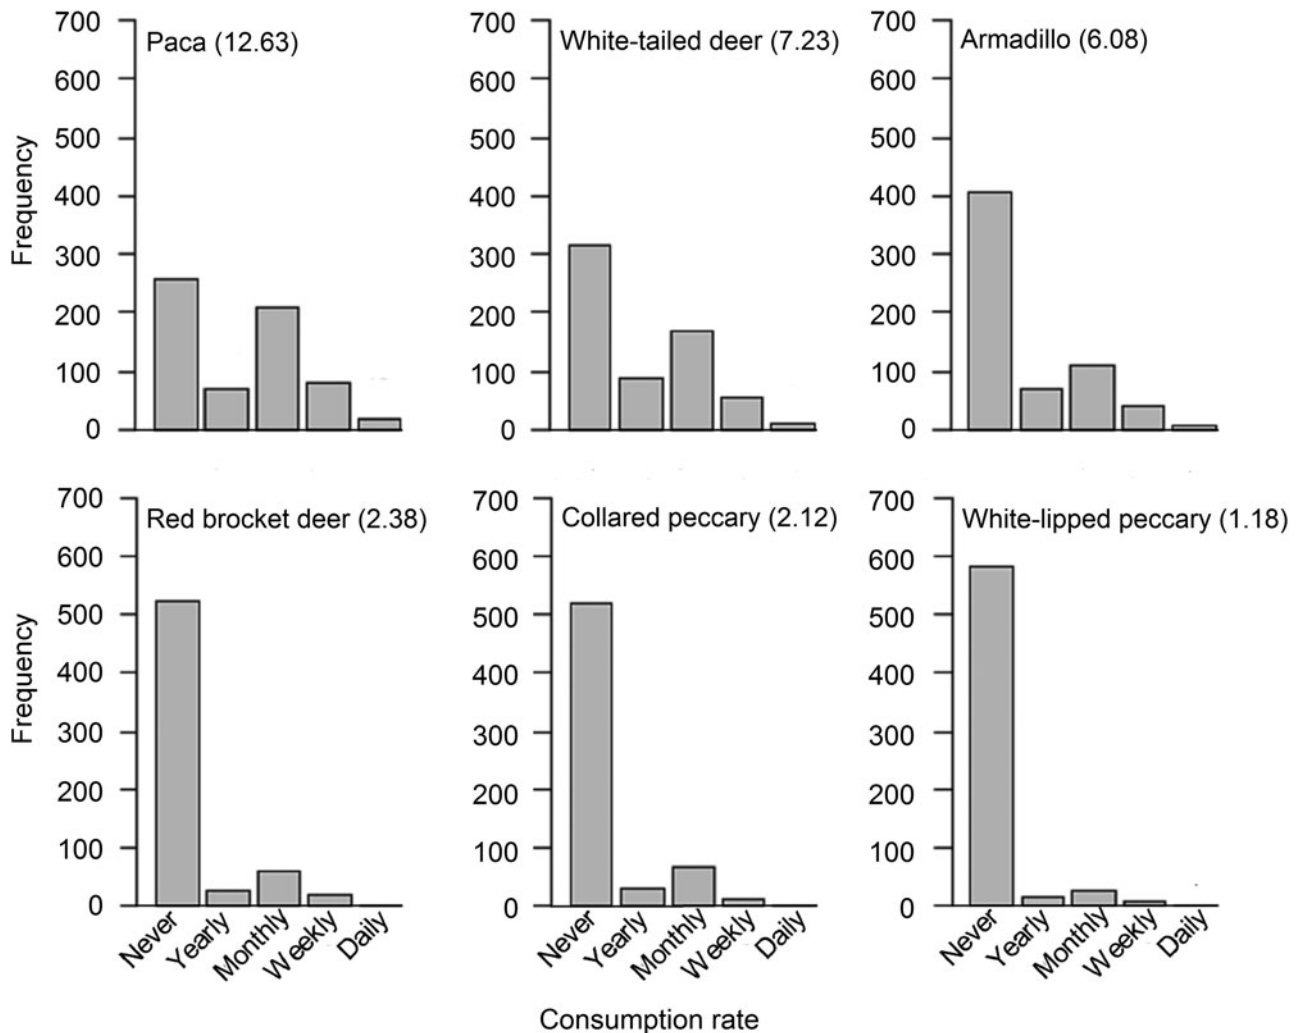 Paca (12.63)
Frequency
700
600
500
400
300
200
100
0
White-tailed deer (7.23)
700
600
500
400
300
200
100
0
Armadillo (6.08)
700
600
500
400
300
200
100
0
Red brocket deer (2.38)
Frequency
700
600
500
400
300
200
100
0
Never
Yearly
Monthly
Weekly
Daily
Collared peccary (2.12)
700
600
500
400
300
200
100
0
Never
Yearly
Monthly
Weekly
Daily
White-lipped peccary (1.18)
700
600
500
400
300
200
100
0
Never
Yearly
Monthly
Weekly
Daily
Consumption rate